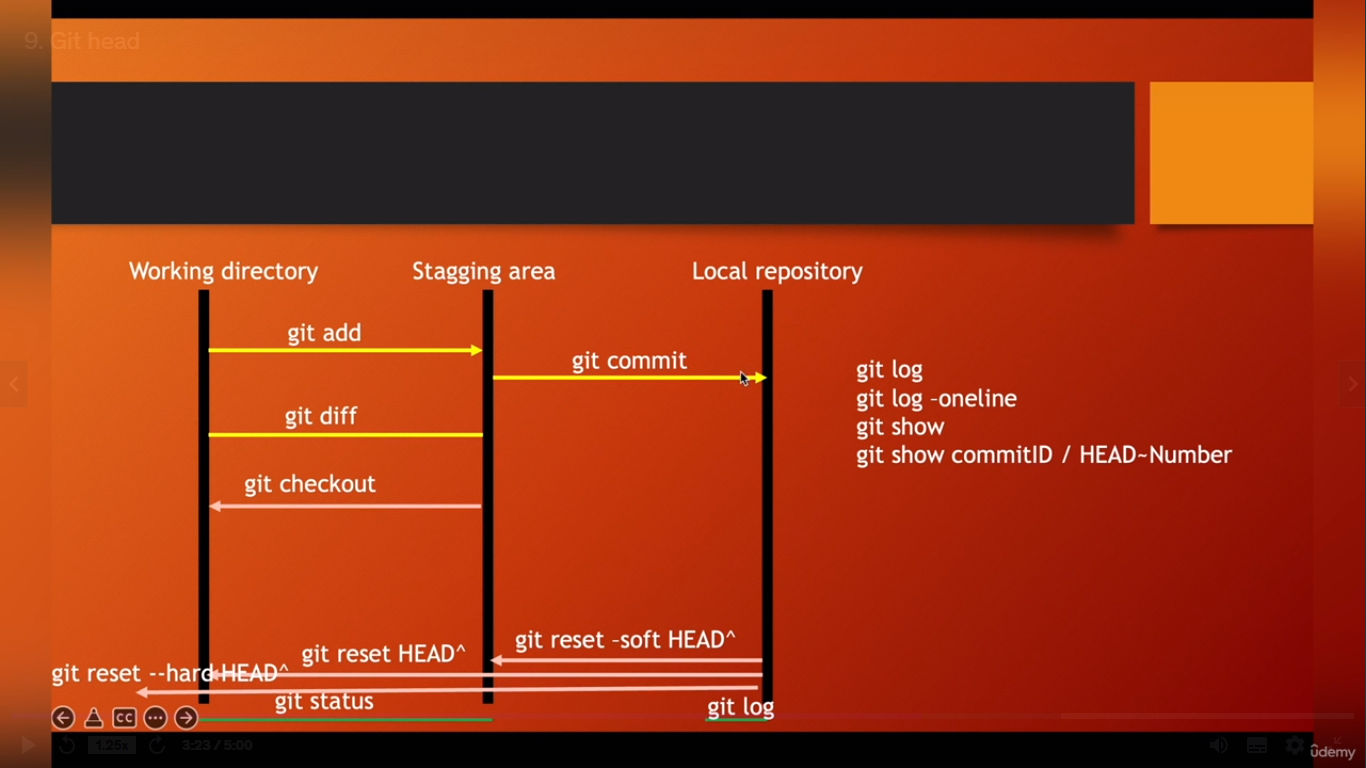 9. Git head
Working directory
Stagging area
Local repository
git add
git commit
git diff
git checkout
git log
git log –oneline
git show
git show commitID / HEAD~Number
git reset –soft HEAD^
git reset HEAD^
git reset --hard HEAD^
git status
git log
CC
1.25x
3:23 / 5:00
ûdemy